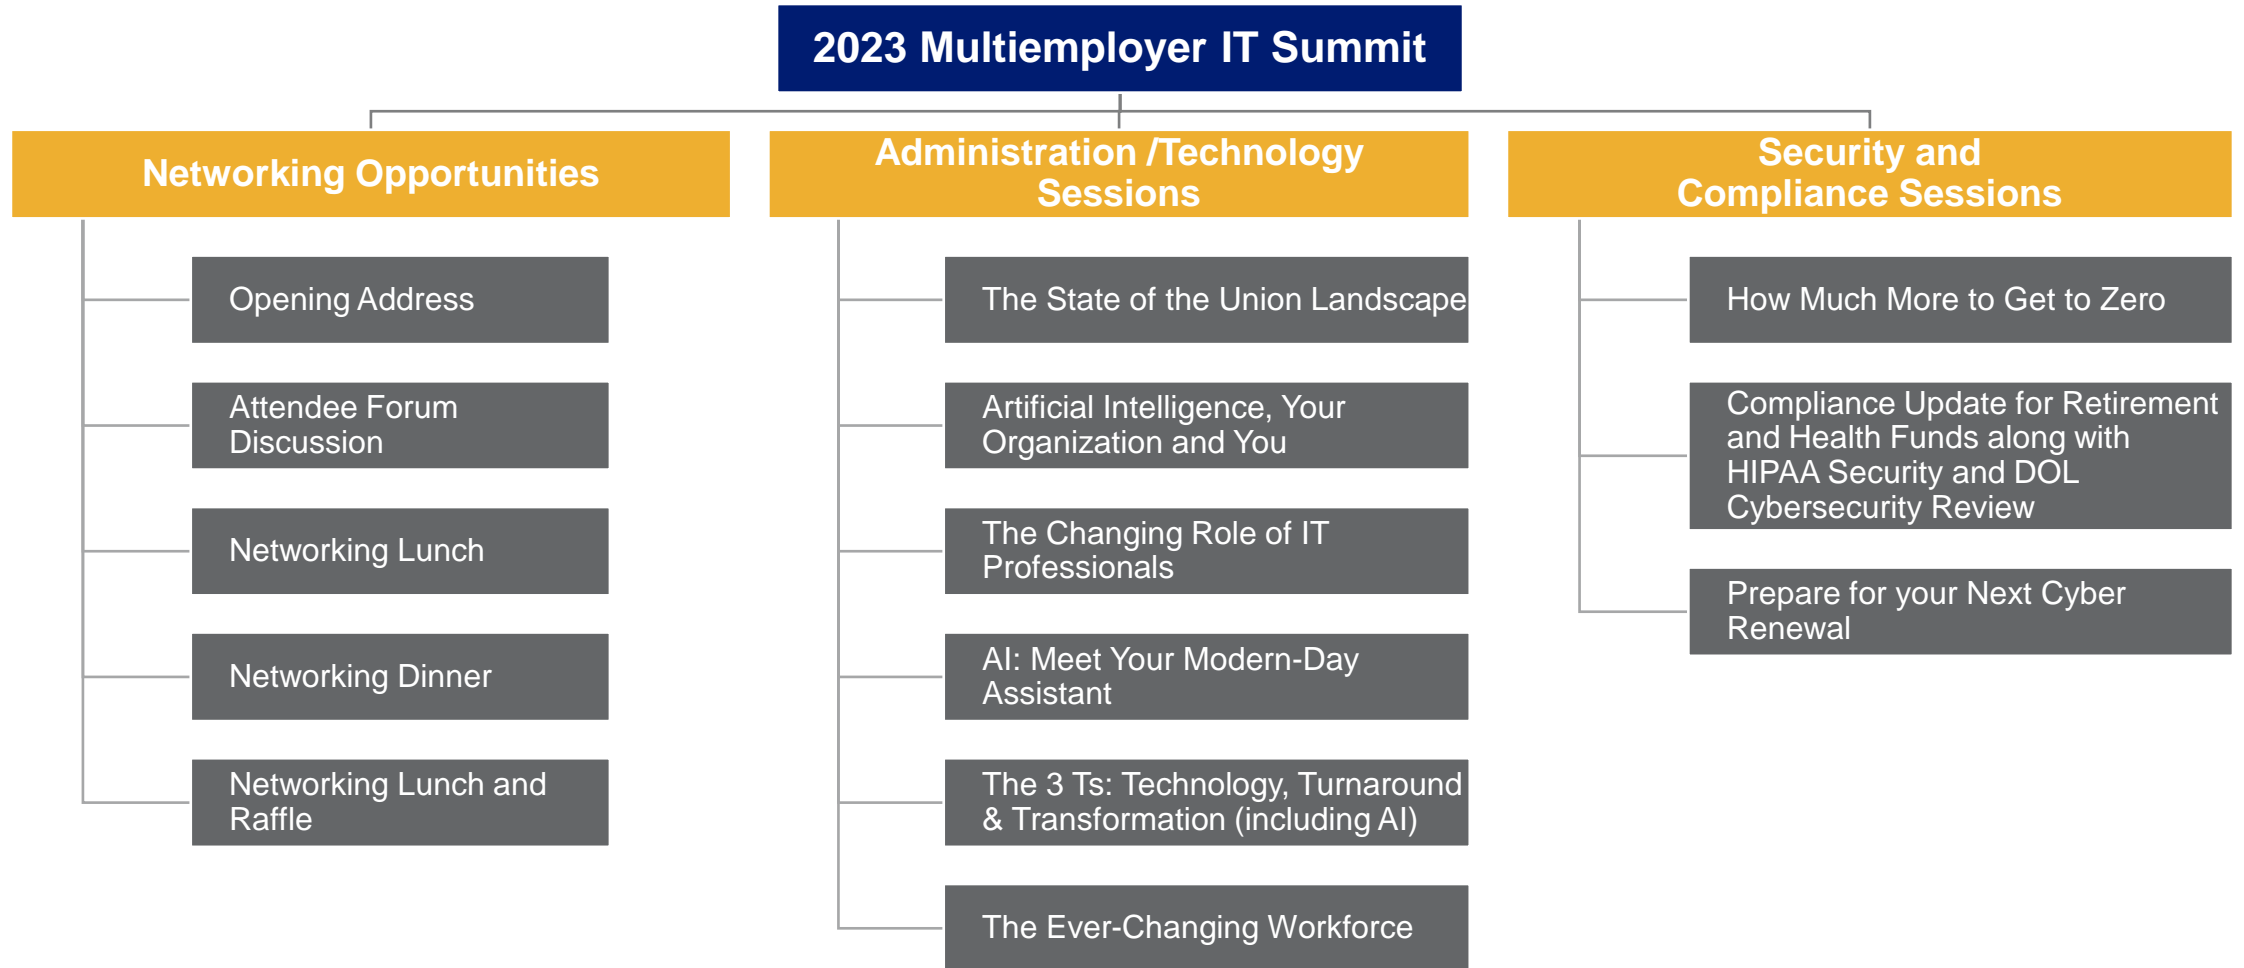 2023 Multiemployer IT Summit
Networking Opportunities
Opening Address
Attendee Forum
Discussion
Networking Lunch
Networking Dinner
Networking Lunch and
Raffle
Administration /Technology
Sessions
The State of the Union Landscape
Artificial Intelligence, Your
Organization and You
The Changing Role of IT
Professionals
AI: Meet Your Modern-Day
Assistant
The 3 Ts: Technology, Turnaround
& Transformation (including AI)
The Ever-Changing Workforce
Security and
Compliance Sessions
How Much More to Get to Zero
Compliance Update for Retirement
and Health Funds along with
HIPAA Security and DOL
Cybersecurity Review
Prepare for your Next Cyber
Renewal